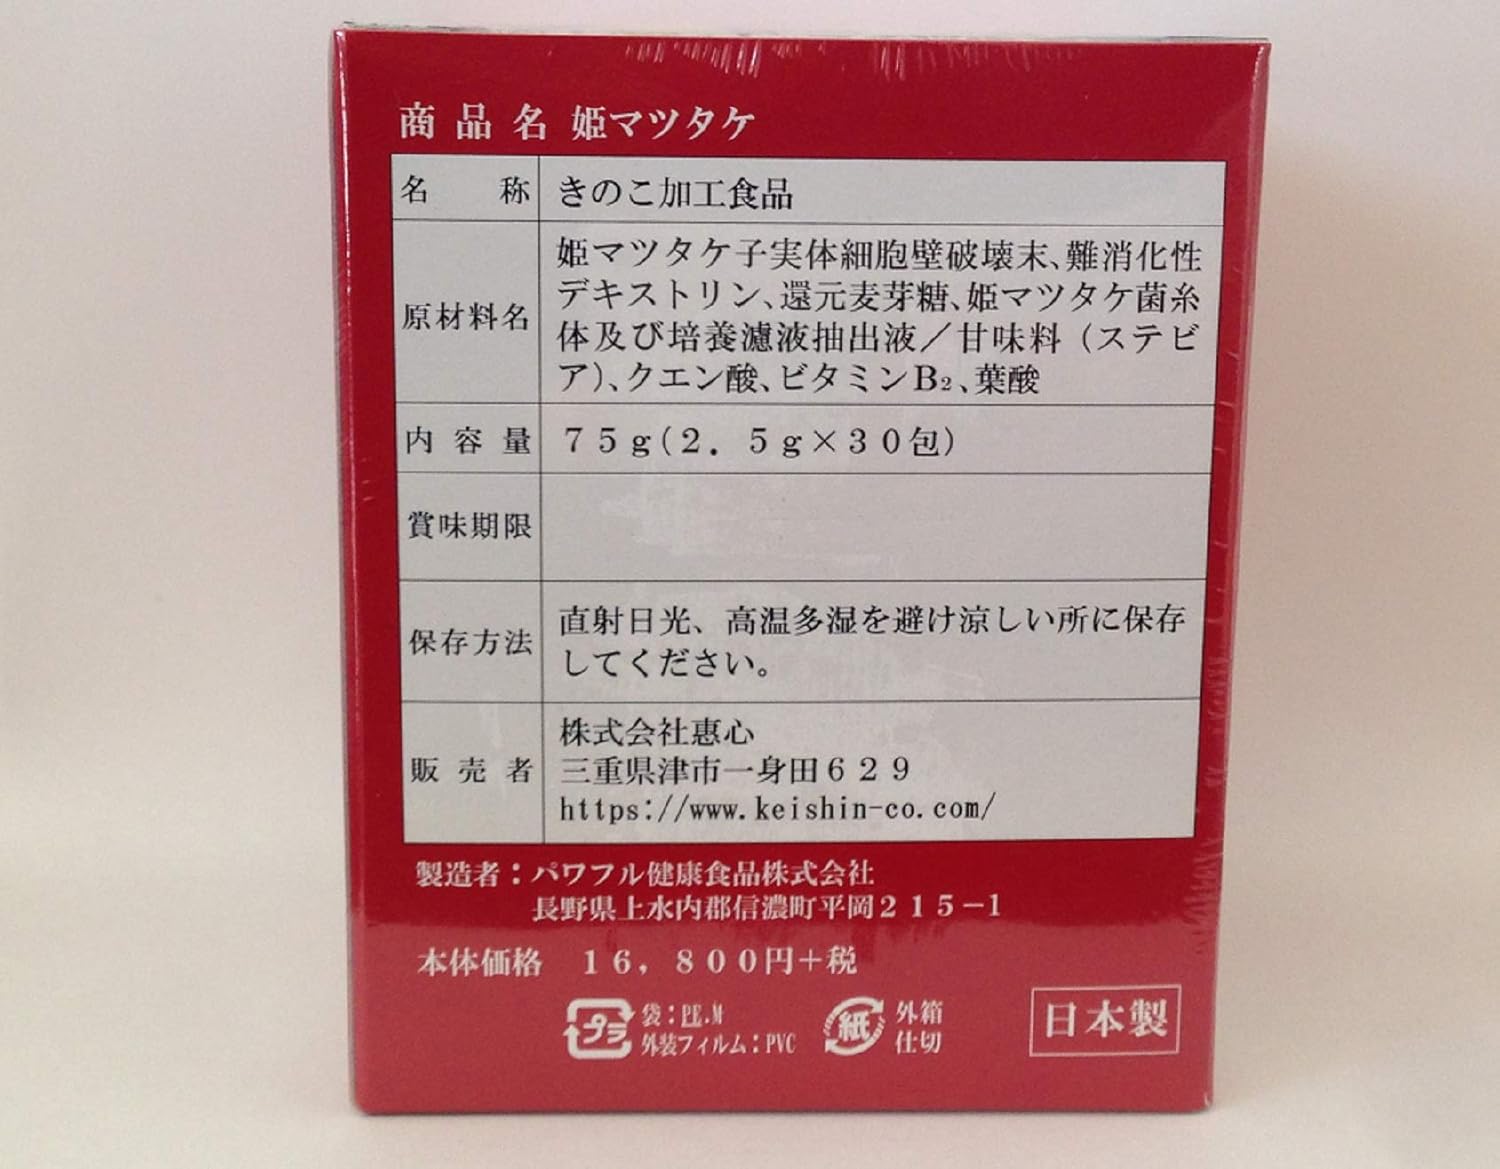 商品名 姫マツタケ
名称 きのこ加工食品
原材料名
姫マツタケ子実体細胞壁破壊末、難消化性
デキストリン、還元麦芽糖、姫マツタケ菌糸
体及び培養濾液抽出液／甘味料（ステビ
ア）、クエン酸、ビタミンB₂、葉酸
内容量 75g(2．5g×30包)
賞味期限
保存方法
直射日光、高温多湿を避け涼しい所に保存
してください。
販売者
株式会社惠心
三重県津市一身田629
https://www.keishin-co.com/
製造者：パワフル健康食品株式会社
長野県上水内郡信濃町平岡215-1
本体価格 16，800円＋税
プラ 袋：PE.M
外装フィルム：PVC
紙 外箱
仕切
日本製